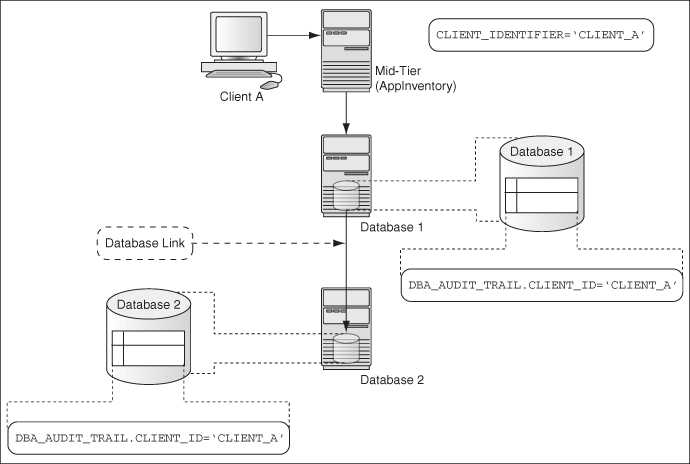 CLIENT_IDENTIFIER=‘CLIENT_A’
Client A
Mid-Tier
(AppInventory)
Database 1
Database 1
Database Link
DBA_AUDIT_TRAIL.CLIENT_ID=‘CLIENT_A’
Database 2
Database 2
DBA_AUDIT_TRAIL.CLIENT_ID=‘CLIENT_A’